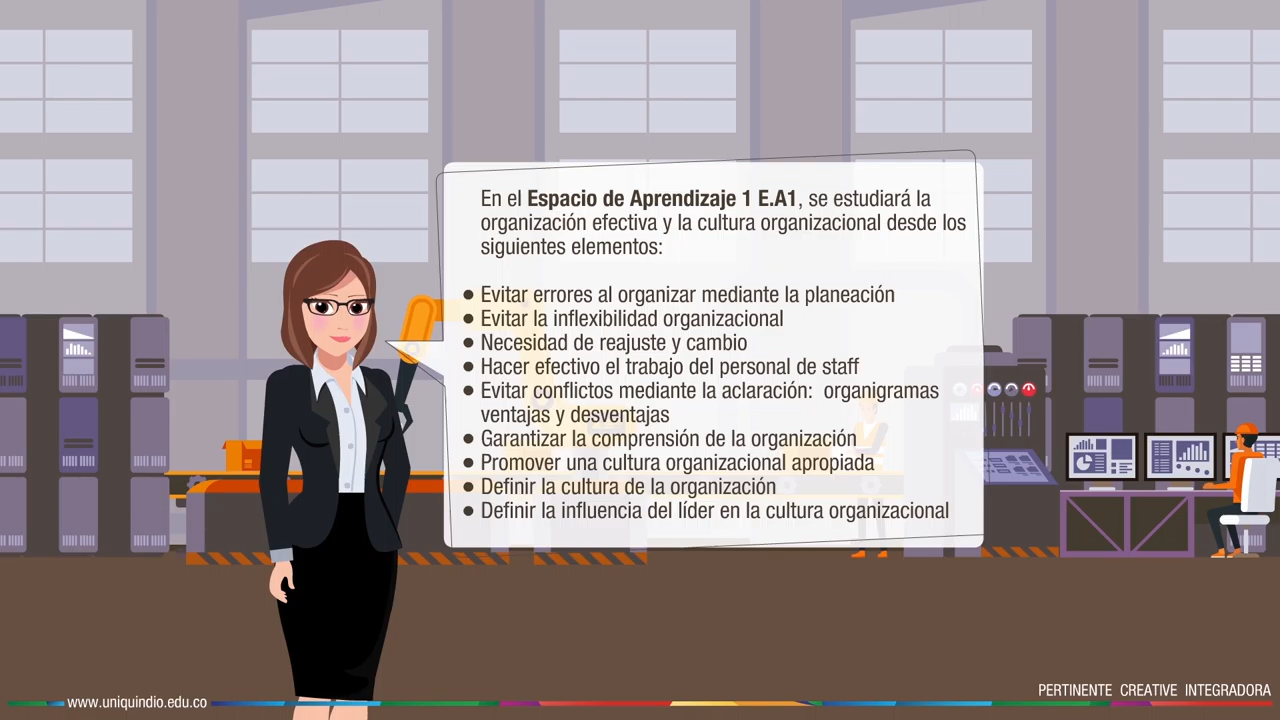 En el Espacio de Aprendizaje 1 E.A1, se estudiará la
organización efectiva y la cultura organizacional desde los
siguientes elementos:
● Evitar errores al organizar mediante la planeación
● Evitar la inflexibilidad organizacional
● Necesidad de reajuste y cambio
● Hacer efectivo el trabajo del personal de staff
● Evitar conflictos mediante la aclaración:  organigramas
ventajas y desventajas
● Garantizar la comprensión de la organización
● Promover una cultura organizacional apropiada
● Definir la cultura de la organización
● Definir la influencia del líder en la cultura organizacional
PERTINENTE CREATIVE INTEGRADORA
www.uniquindio.edu.co